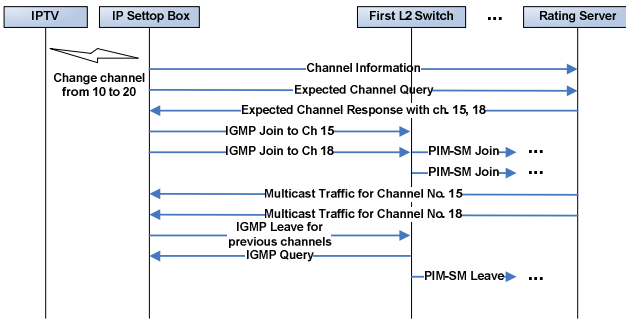 IPTV
IP Settop Box
First L2 Switch
...
Rating Server
Change channel
from 10 to 20
Channel Information
Expected Channel Query
Expected Channel Response with ch. 15, 18
IGMP Join to Ch 15
IGMP Join to Ch 18
PIM-SM Join
...
PIM-SM Join
...
Multicast Traffic for Channel No. 15
Multicast Traffic for Channel No. 18
IGMP Leave for
previous channels
IGMP Query
PIM-SM Leave
...